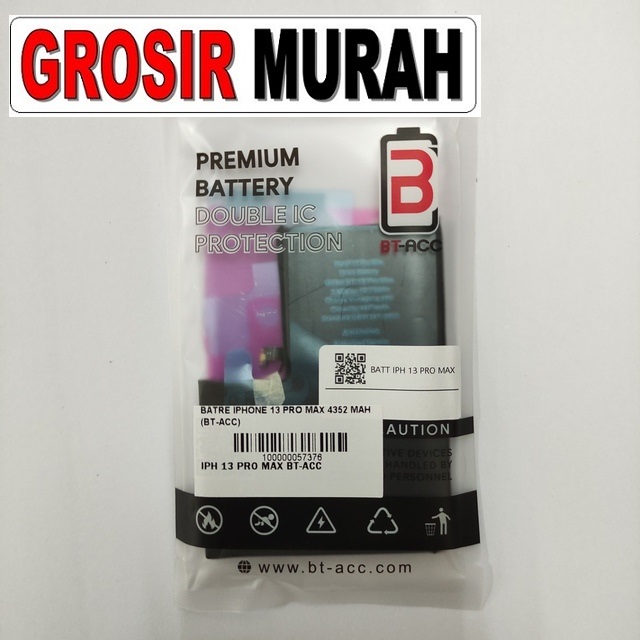 GROSIR MURAH
PREMIUM
BATTERY
DOUBLE IC
PROTECTION
B
BT-ACC
BATT IPH 13 PRO MAX
BATRE IPHONE 13 PRO MAX 4352 MAH
(BT-ACC)
100000057376
IPH 13 PRO MAX BT-ACC
AUTION
IVE DEVICES
HANDLED BY
PERSONNEL
www.bt-acc.com